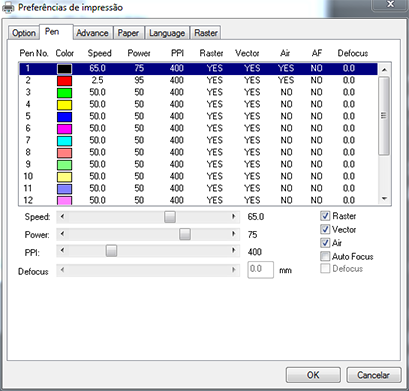 Preferências de impressão
Option Pen Advance Paper Language Raster
Pen No. Color Speed Power PPI Raster Vector Air AF Defocus
1 65.0 75 400 YES YES YES NO 0.0
2 2.5 95 400 YES YES YES NO 0.0
3 50.0 50 400 YES YES NO NO 0.0
4 50.0 50 400 YES YES NO NO 0.0
5 50.0 50 400 YES YES NO NO 0.0
6 50.0 50 400 YES YES NO NO 0.0
7 50.0 50 400 YES YES NO NO 0.0
8 50.0 50 400 YES YES NO NO 0.0
9 50.0 50 400 YES YES NO NO 0.0
10 50.0 50 400 YES YES NO NO 0.0
11 50.0 50 400 YES YES NO NO 0.0
12 50.0 50 400 YES YES NO NO 0.0
Speed: 65.0 Raster
Power: 75 Vector
Air
PPI: 400 Auto Focus
Defocus 0.0 mm Defocus
OK Cancelar